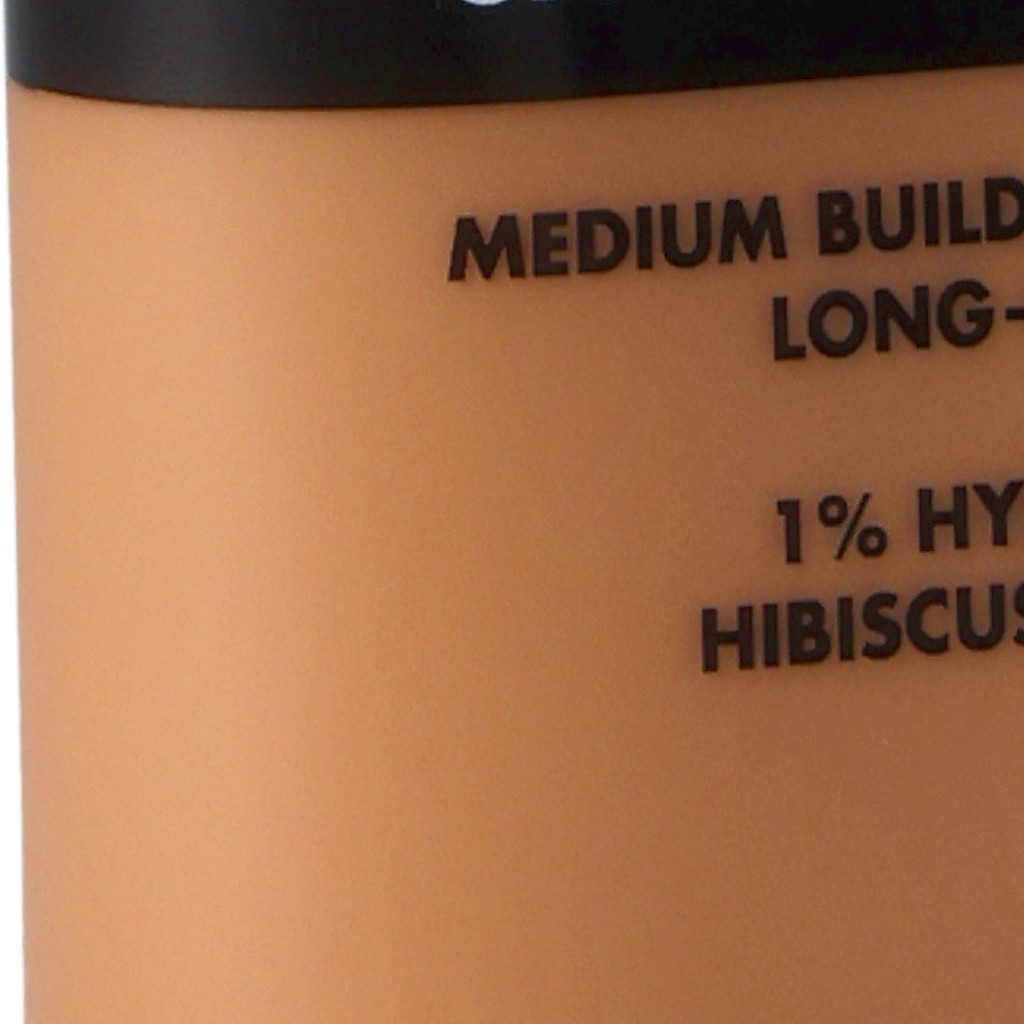 MEDIUM BUILD
LONG-
1% HY
HIBISCUS